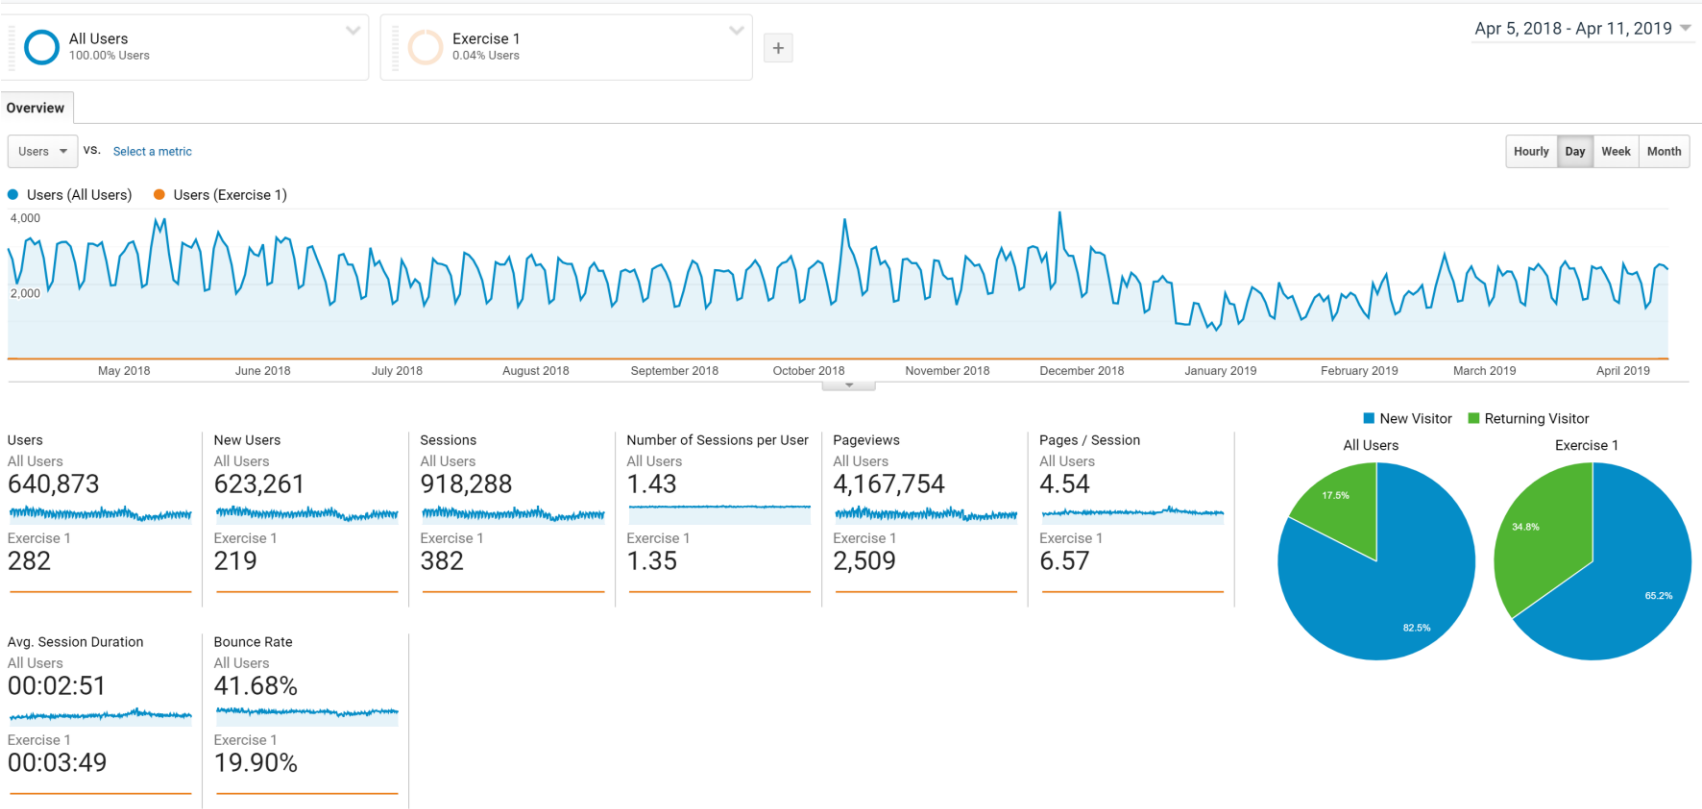 All Users
100.00% Users
Exercise 1
0.04% Users
+
Apr 5, 2018 - Apr 11, 2019
Overview
Users VS. Select a metric
Hourly Day Week Month
Users (All Users) Users (Exercise 1)
4,000
2,000
May 2018 June 2018 July 2018 August 2018 September 2018 October 2018 November 2018 December 2018 January 2019 February 2019 March 2019 April 2019
Users
All Users
640,873
Exercise 1
282
New Users
All Users
623,261
Exercise 1
219
Sessions
All Users
918,288
Exercise 1
382
Number of Sessions per User
All Users
1.43
Exercise 1
1.35
Pageviews
All Users
4,167,754
Exercise 1
2,509
Pages / Session
All Users
4.54
Exercise 1
6.57
Avg. Session Duration
All Users
00:02:51
Exercise 1
00:03:49
Bounce Rate
All Users
41.68%
Exercise 1
19.90%
New Visitor Returning Visitor
All Users
17.5%
82.5%
Exercise 1
34.8%
65.2%